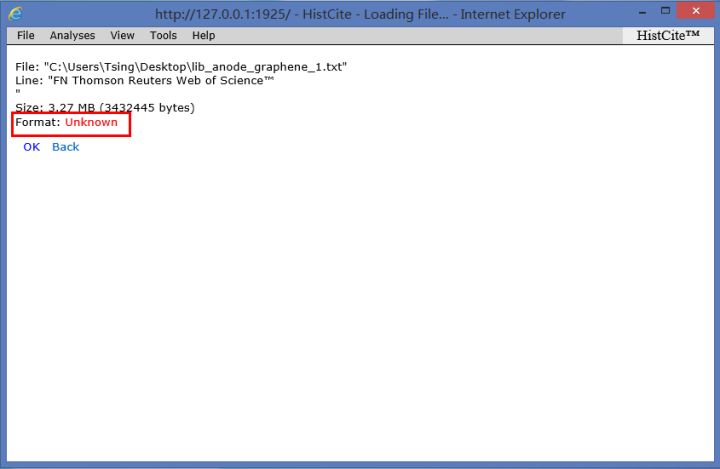 http://127.0.0.1:1925/ - HistCite - Loading File... - Internet Explorer
File Analyses View Tools Help HistCite™
File: "C:\Users\Tsing\Desktop\lib_anode_graphene_1.txt"
Line: "FN Thomson Reuters Web of Science™
"
Size: 3.27 MB (3432445 bytes)
Format: Unknown
OK Back